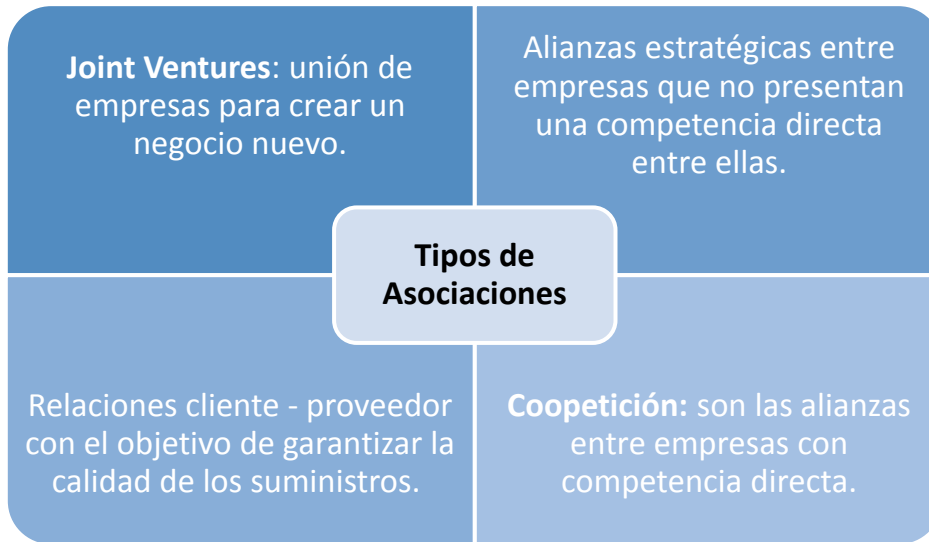 Joint Ventures: unión de
empresas para crear un
negocio nuevo.
Alianzas estratégicas entre
empresas que no presentan
una competencia directa
entre ellas.
Tipos de
Asociaciones
Relaciones cliente - proveedor
con el objetivo de garantizar la
calidad de los suministros.
Coopetición: son las alianzas
entre empresas con
competencia directa.